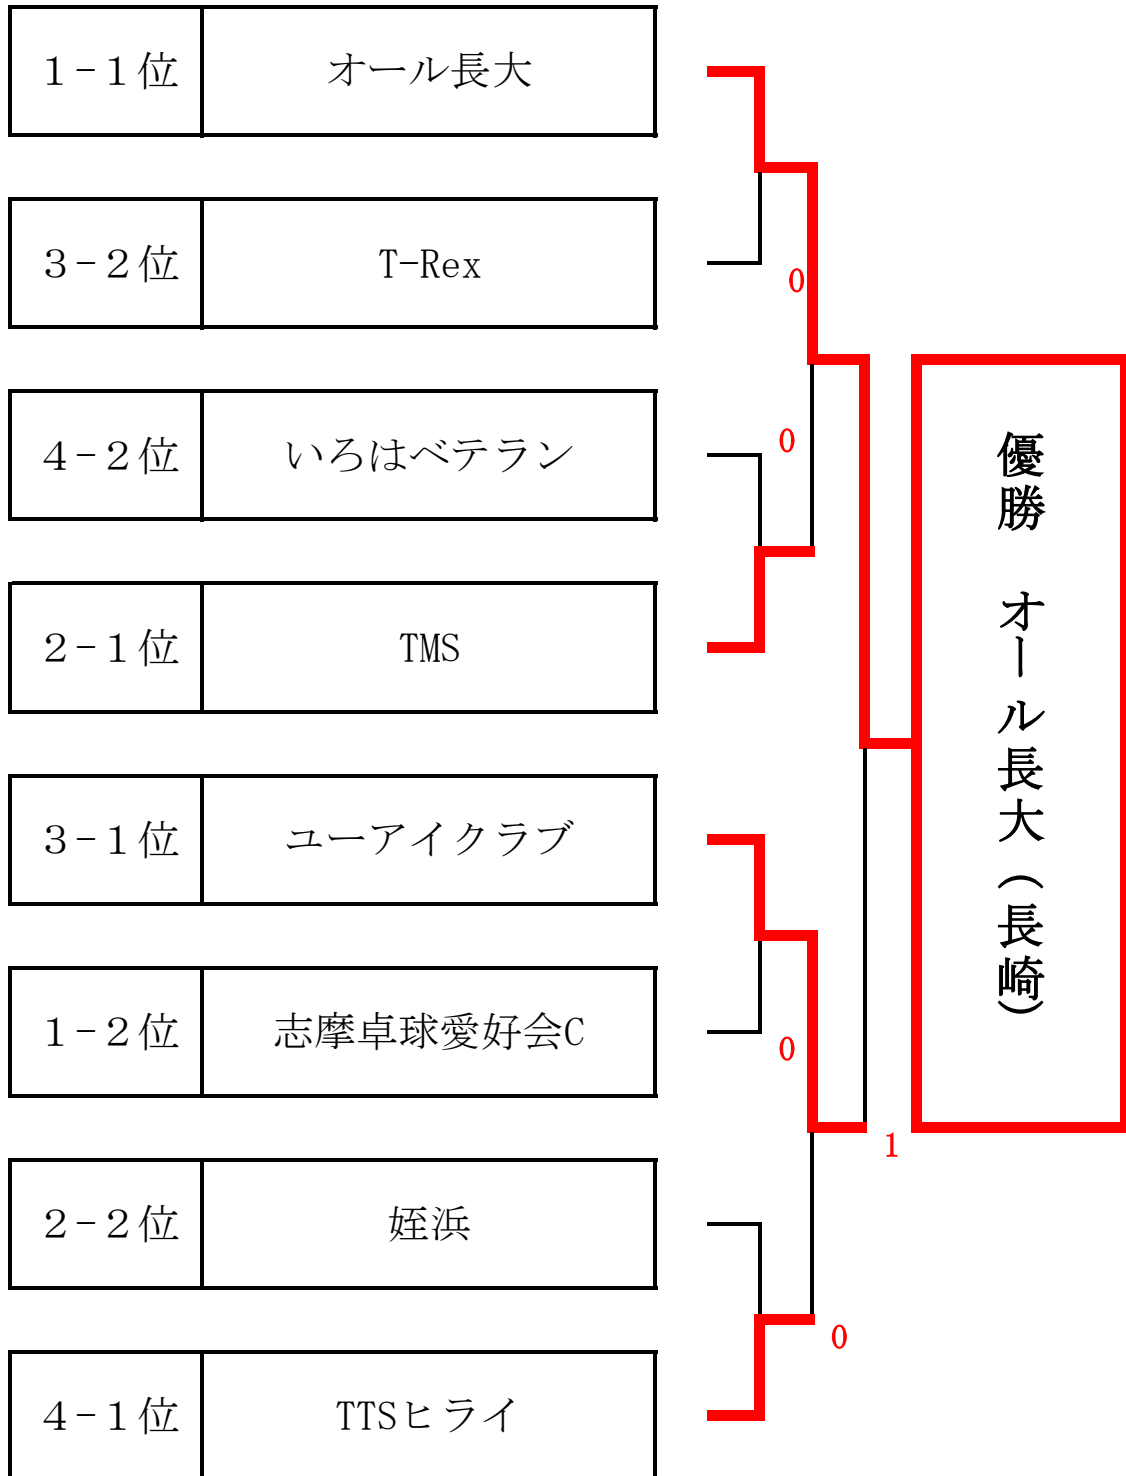 1-1位 オール長大
3-2位 T-Rex
0
4-2位 いろはベテラン
0
2-1位 TMS
3-1位 ユーアイクラブ
1-2位 志摩卓球愛好会C
0
1
2-2位 姪浜
0
4-1位 TTSヒライ
優勝 オール長大(長崎)